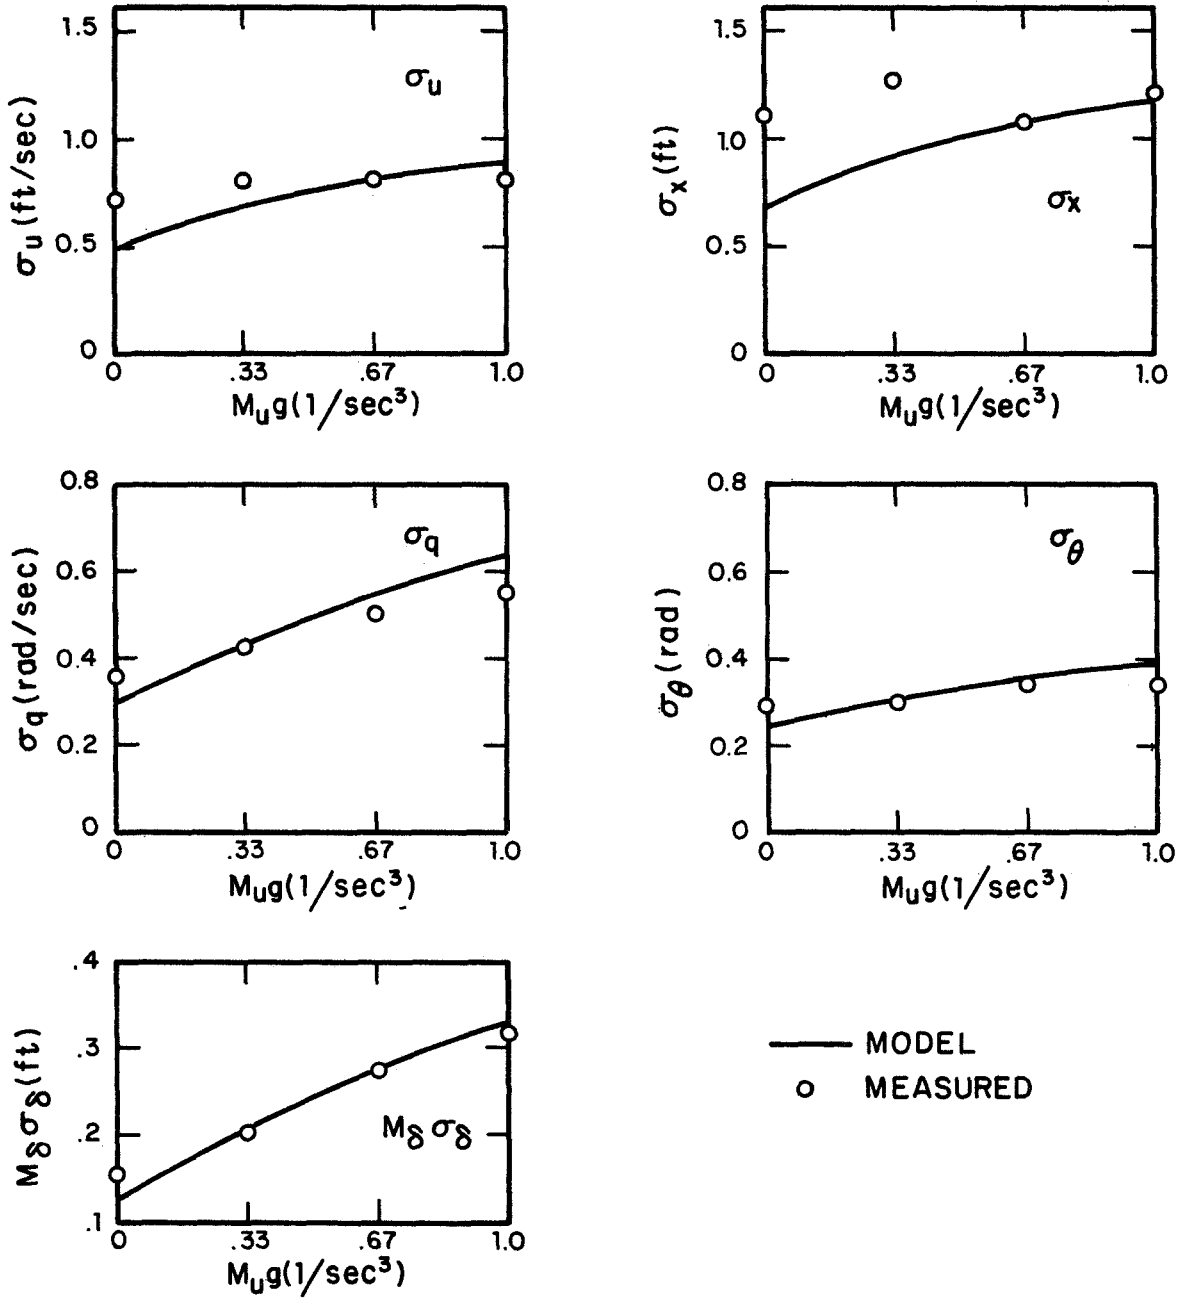 1.5
1.0
0.5
0
σu (ft/sec)
σu
0 .33 .67 1.0
Mug(1/sec³)
1.5
1.0
0.5
0
σx (ft)
σx
0 .33 .67 1.0
Mug(1/sec³)
0.8
0.6
0.4
0.2
0
σq (rad/sec)
σq
0 .33 .67 1.0
Mug(1/sec³)
0.8
0.6
0.4
0.2
0
σθ (rad)
σθ
0 .33 .67 1.0
Mug(1/sec³)
.4
.3
.2
.1
Mδσδ(ft)
Mδ σδ
0 .33 .67 1.0
Mug(1/sec³)
MODEL
MEASURED